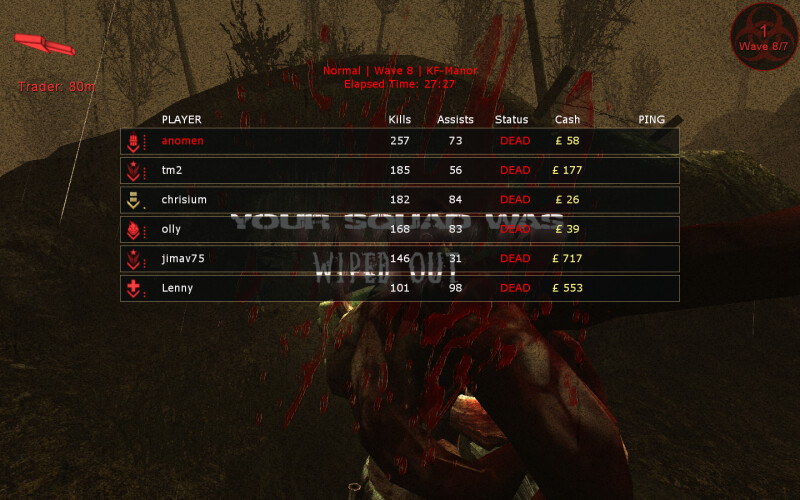 1
Wave 8/7
Normal | Wave 8 | KF-Manor
Elapsed Time: 27:27
Trader: 80m
PLAYER Kills Assists Status Cash PING
anomen 257 73 DEAD £ 58
tm2 185 56 DEAD £ 177
chrisium 182 84 DEAD £ 26
YOUR SQUAD WAS
olly 168 83 DEAD £ 39
jimav75 146 31 DEAD £ 717
WIPED OUT
Lenny 101 98 DEAD £ 553